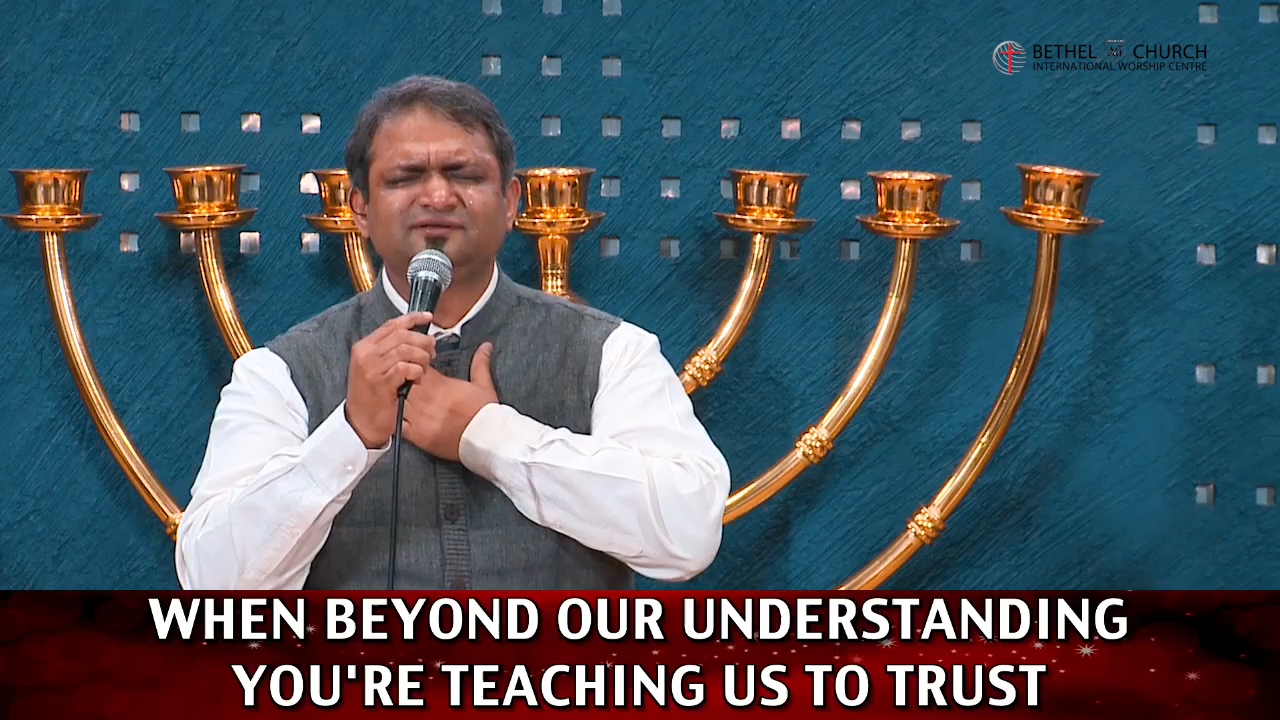 BETHEL AG CHURCH
INTERNATIONAL WORSHIP CENTRE
WHEN BEYOND OUR UNDERSTANDING
YOU'RE TEACHING US TO TRUST